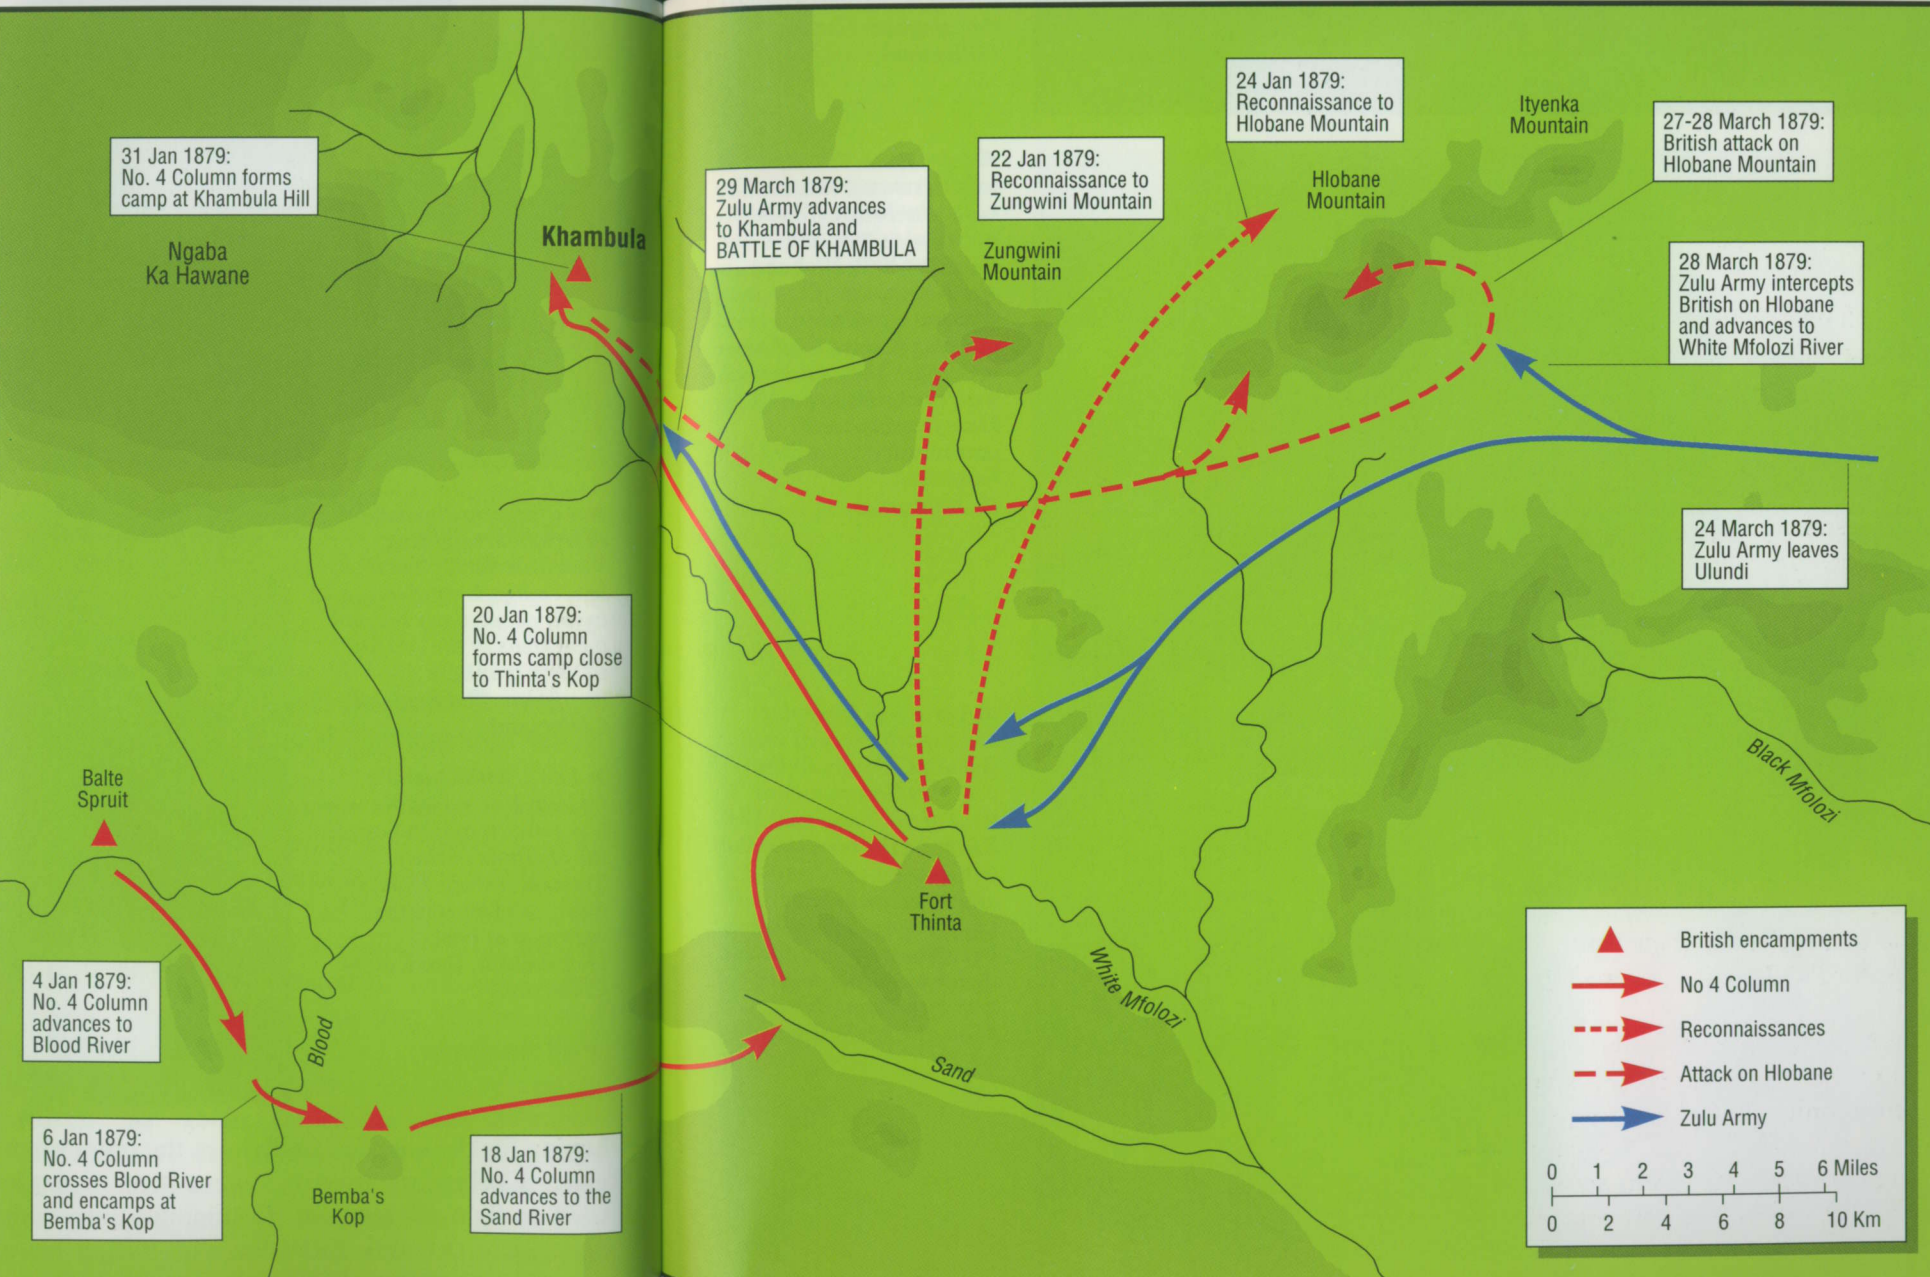 24 Jan 1879:
Reconnaissance to
Hlobane Mountain
Ityenka
Mountain
27-28 March 1879:
British attack on
Hlobane Mountain
31 Jan 1879:
No. 4 Column forms
camp at Khambula Hill
22 Jan 1879:
Reconnaissance to
Zungwini Mountain
29 March 1879:
Zulu Army advances
to Khambula and
BATTLE OF KHAMBULA
Hlobane
Mountain
Ngaba
Ka Hawane
Khambula
Zungwini
Mountain
28 March 1879:
Zulu Army intercepts
British on Hlobane
and advances to
White Mfolozi River
24 March 1879:
Zulu Army leaves
Ulundi
20 Jan 1879:
No. 4 Column
forms camp close
to Thinta's Kop
Balte
Spruit
Black Mfolozi
Fort
Thinta
White Mfolozi
4 Jan 1879:
No. 4 Column
advances to
Blood River
Blood
Sand
6 Jan 1879:
No. 4 Column
crosses Blood River
and encamps at
Bemba's Kop
Bemba's
Kop
18 Jan 1879:
No. 4 Column
advances to the
Sand River
British encampments
No 4 Column
Reconnaissances
Attack on Hlobane
Zulu Army
0 1 2 3 4 5 6 Miles
0 2 4 6 8 10 Km